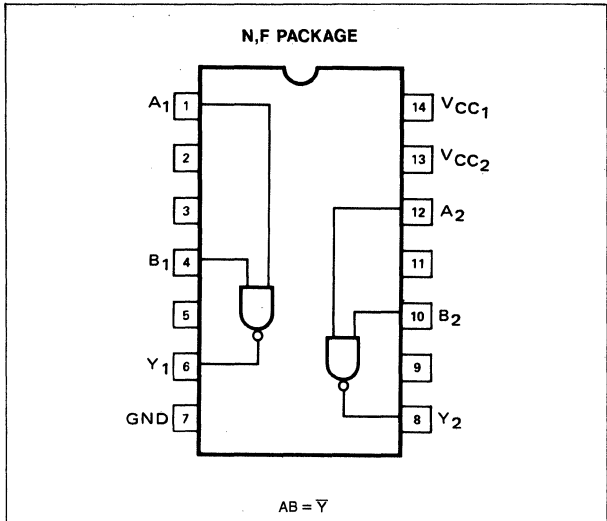 N,F PACKAGE
A1 1 14 VCC1
2 13 VCC2
3 12 A2
B1 4 11
5 10 B2
Y1 6 9
GND 7 8 Y2
AB = Y̅